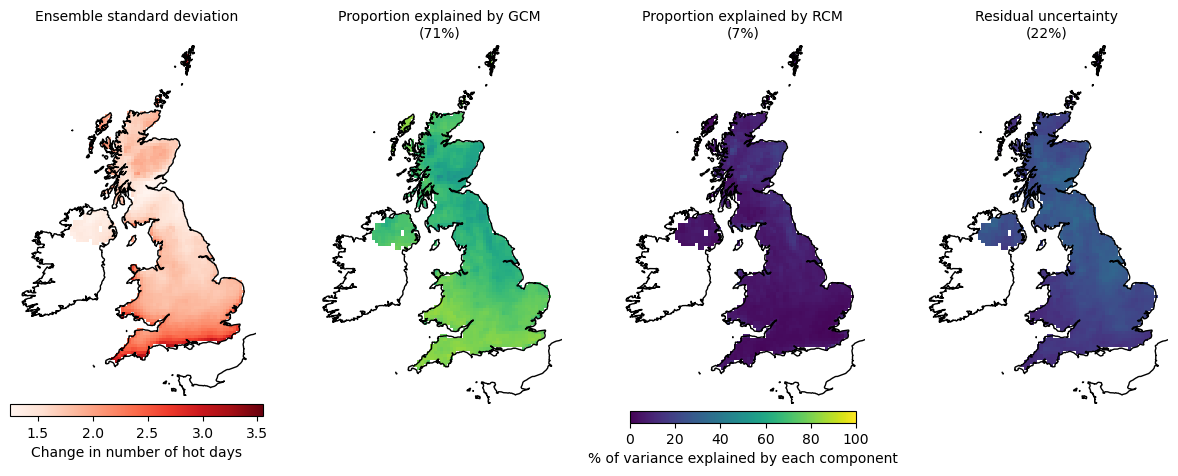 Ensemble standard deviation
Proportion explained by GCM
(71%)
Proportion explained by RCM
(7%)
Residual uncertainty
(22%)
1.5 2.0 2.5 3.0 3.5
Change in number of hot days
0 20 40 60 80 100
% of variance explained by each component